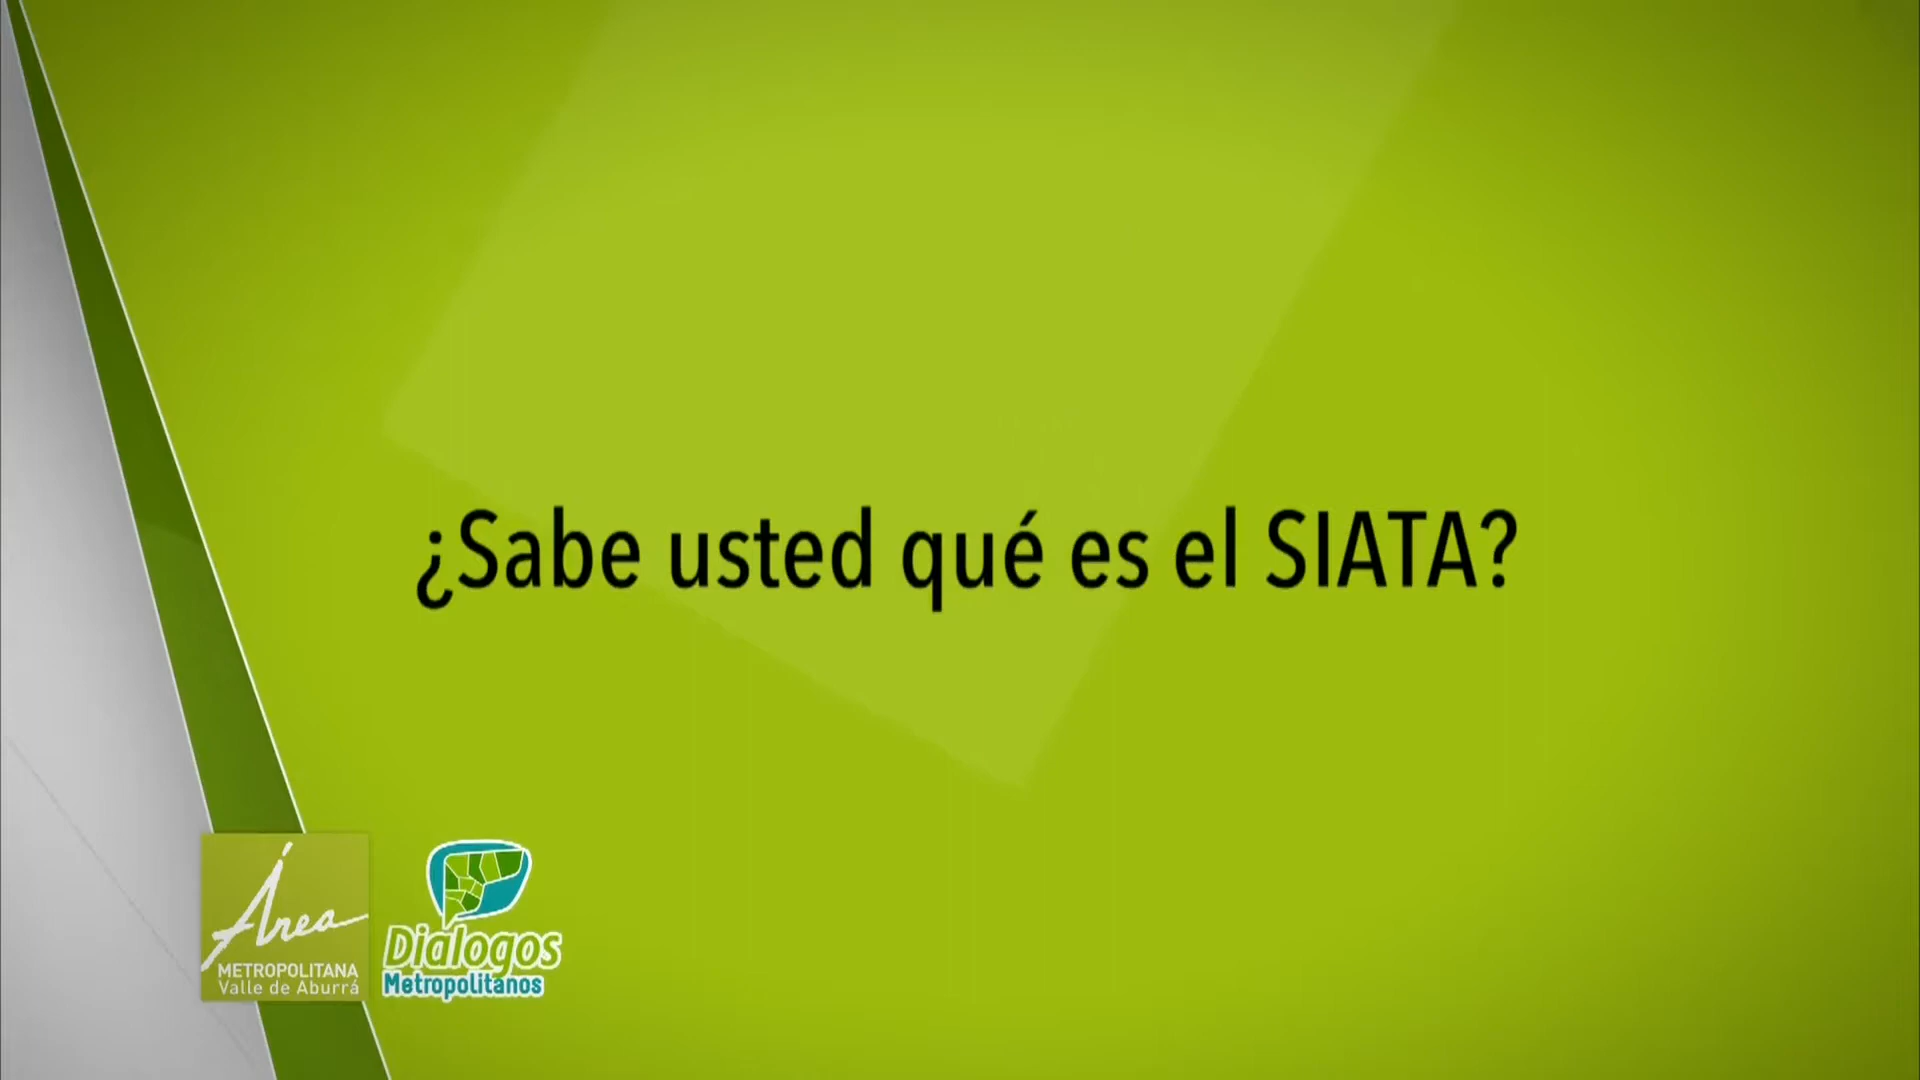 ¿Sabe usted qué es el SIATA?
Área
METROPOLITANA
Valle de Aburrá
Dialogos
Metropolitanos